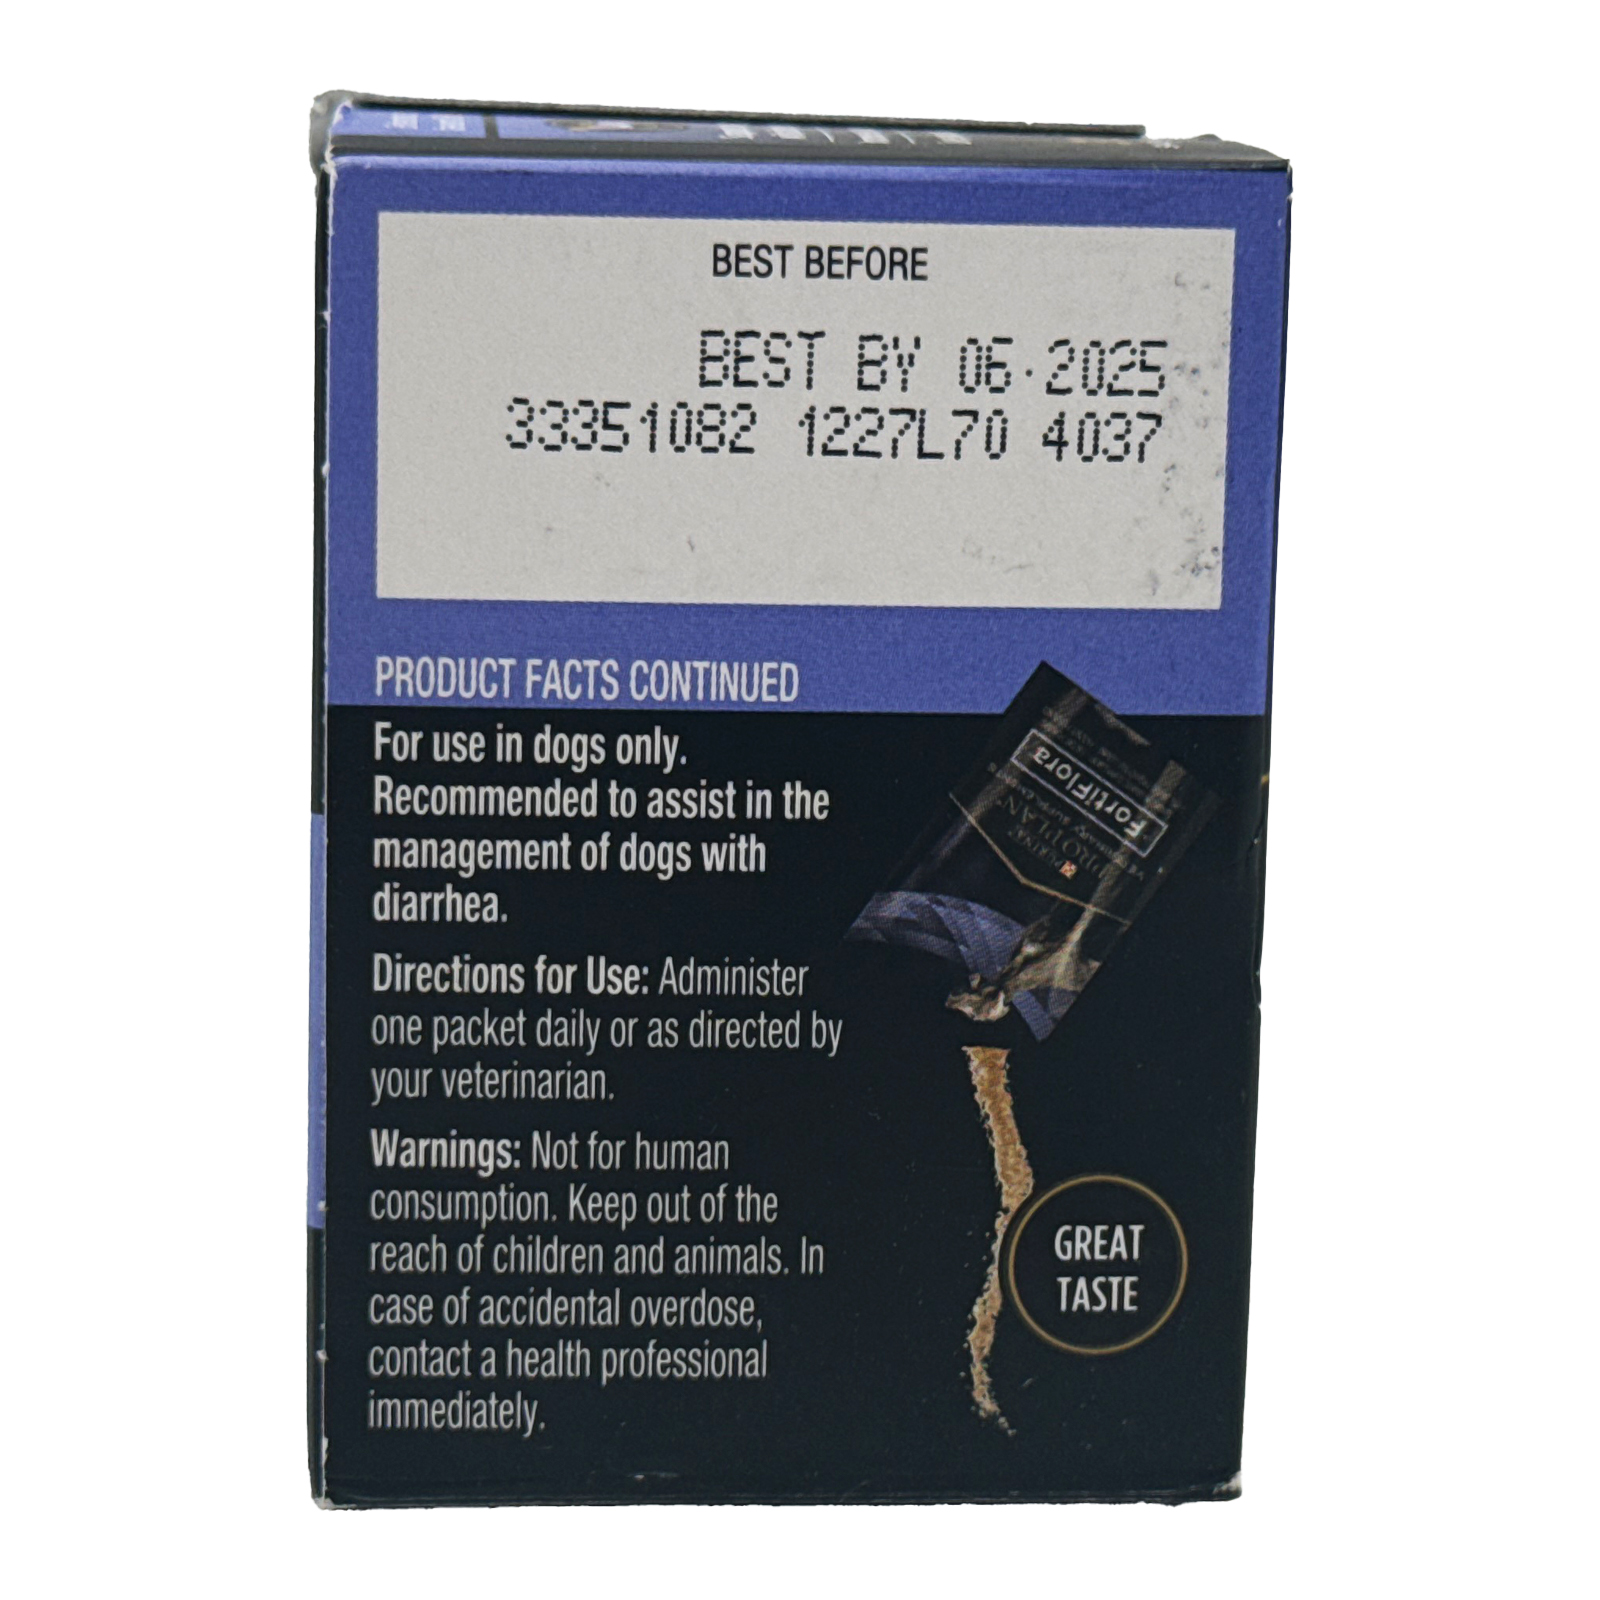 BEST BEFORE
BEST BY 06 2025
33351082 1227L70 4037
PRODUCT FACTS CONTINUED
For use in dogs only.
Recommended to assist in the
management of dogs with
diarrhea.
Directions for Use: Administer
one packet daily or as directed by
your veterinarian.
Warnings: Not for human
consumption. Keep out of the
reach of children and animals. In
case of accidental overdose,
contact a health professional
immediately.
FortiFlora
PURINA
PRO PLAN
GREAT
TASTE